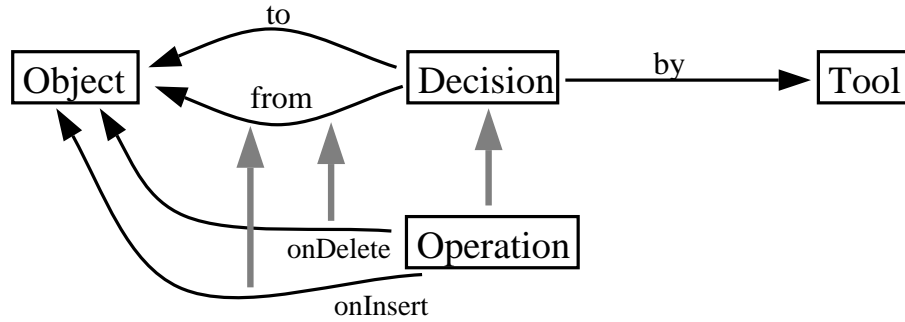 to
Object
Decision
by
Tool
from
onDelete
Operation
onInsert